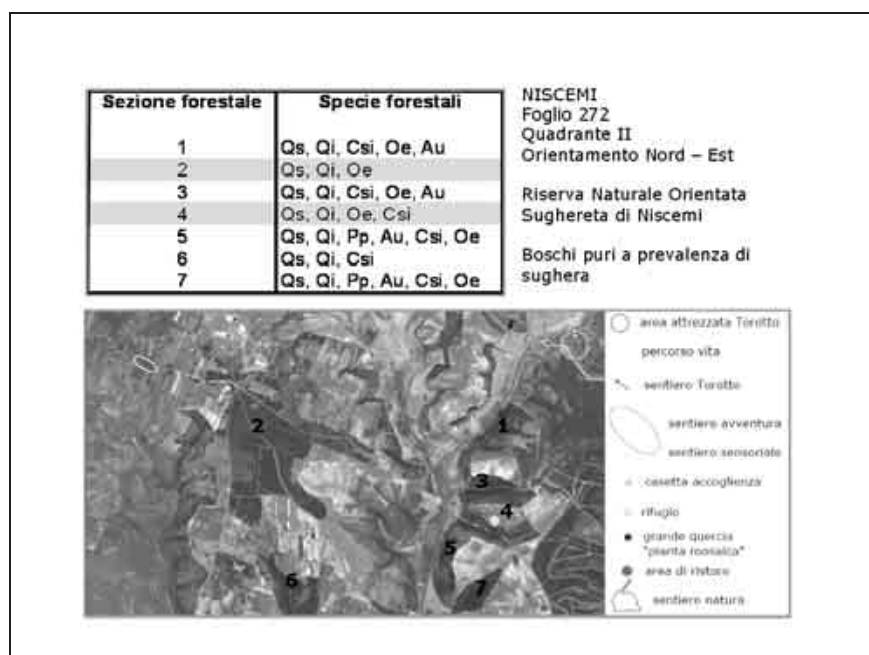 Sezione forestale Specie forestali
1 Qs, Qi, Csi, Oe, Au
2 Qs, Qi, Oe
3 Qs, Qi, Csi, Oe, Au
4 Qs, Qi, Oe, Csi
5 Qs, Qi, Pp, Au, Csi, Oe
6 Qs, Qi, Csi
7 Qs, Qi, Pp, Au, Csi, Oe
NISCEMI
Foglio 272
Quadrante II
Orientamento Nord – Est
Riserva Naturale Orientata
Sughereta di Niscemi
Boschi puri a prevalenza di
sughera
2
1
3
4
5
6
7
area attrezzata Torotto
percorso vita
sentiero Torotto
sentiero avventura
sentiero sensoriale
casetta accoglienza
rifugio
grande quercia
"pianta mosaica"
area di ristoro
sentiero natura